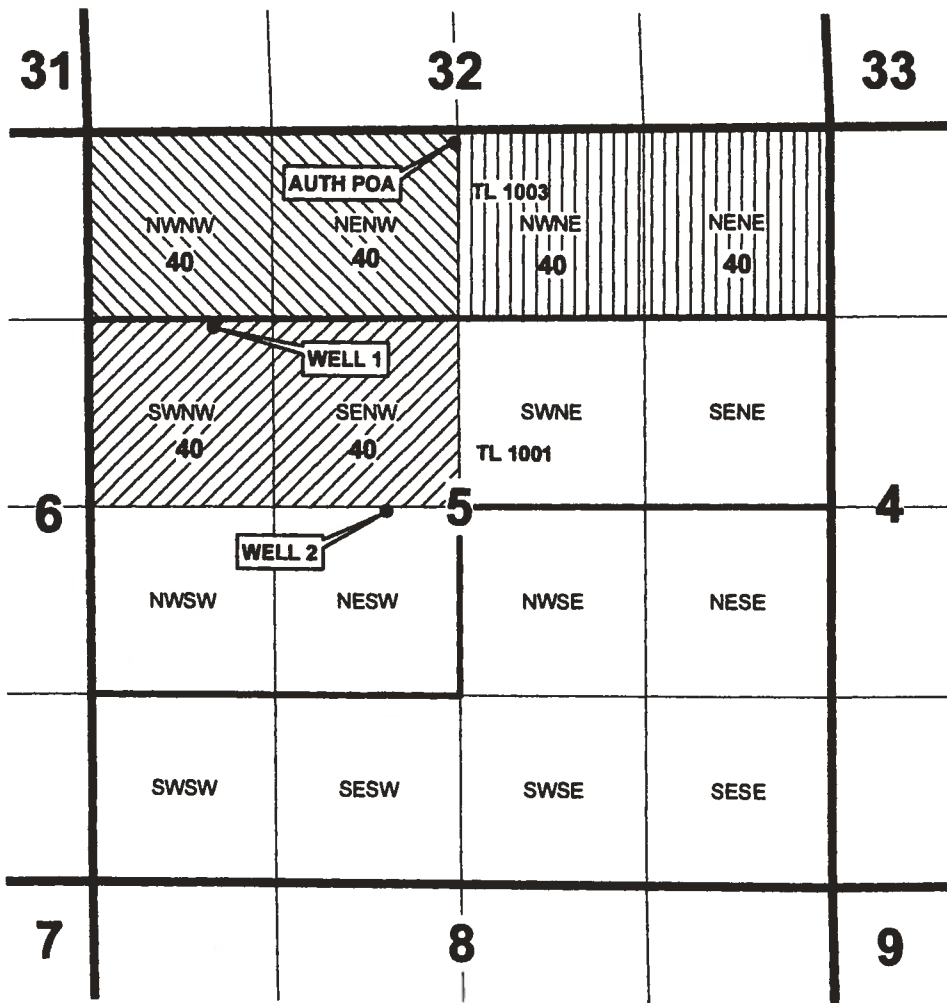 31 32 33
AUTH POA
TL 1003
NWNW NENW NWNE NENE
40 40 40 40
WELL 1
SWNW SENW SWNE SENE
40 40
TL 1001
6 5 4
WELL 2
NWSW NESW NWSE NESE
SWSW SESW SWSE SESE
7 8 9